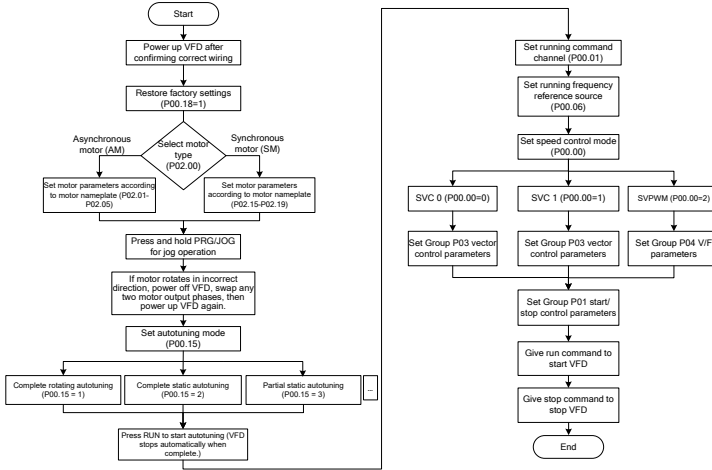 Start
Power up VFD after
confirming correct wiring
Restore factory settings
(P00.18=1)
Asynchronous
motor (AM)
Select motor
type
(P02.00)
Synchronous
motor (SM)
Set motor parameters according
to motor nameplate (P02.01-
P02.05)
Set motor parameters
according to motor nameplate
(P02.15-P02.19)
Press and hold PRG/JOG
for jog operation
If motor rotates in incorrect
direction, power off VFD, swap any
two motor output phases, then
power up VFD again.
Set autotuning mode
(P00.15)
Complete rotating autotuning
(P00.15 = 1)
Complete static autotuning
(P00.15 = 2)
Partial static autotuning
(P00.15 = 3)
...
Press RUN to start autotuning (VFD
stops automatically when
complete.)
Set running command
channel (P00.01)
Set running frequency
reference source
(P00.06)
Set speed control mode
(P00.00)
SVC 0 (P00.00=0)
SVC 1 (P00.00=1)
SVPWM (P00.00=2)
Set Group P03 vector
control parameters
Set Group P03 vector
control parameters
Set Group P04 V/F
parameters
Set Group P01 start/
stop control parameters
Give run command to
start VFD
Give stop command to
stop VFD
End